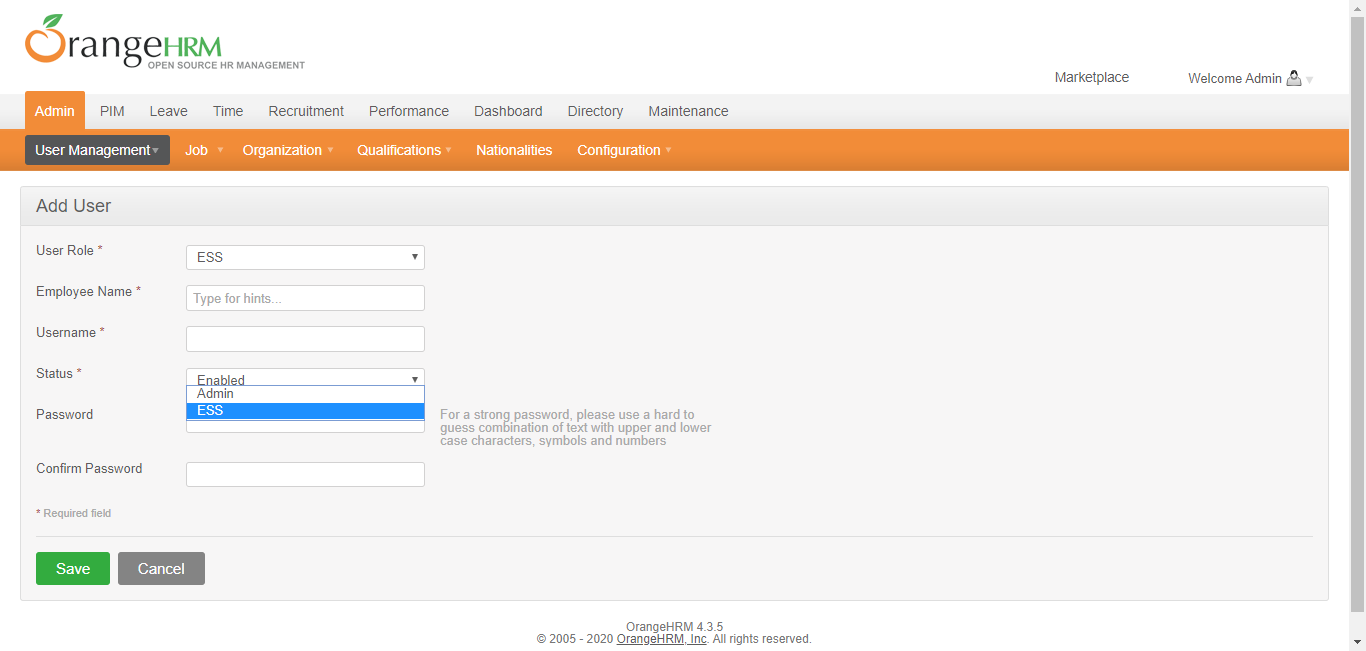 OrangeHRM
OPEN SOURCE HR MANAGEMENT
Marketplace
Welcome Admin
Admin PIM Leave Time Recruitment Performance Dashboard Directory Maintenance
User Management Job Organization Qualifications Nationalities Configuration
Add User
User Role * ESS
Employee Name * Type for hints...
Username *
Status * Enabled
Admin
ESS
Password
For a strong password, please use a hard to
guess combination of text with upper and lower
case characters, symbols and numbers
Confirm Password
* Required field
Save Cancel
OrangeHRM 4.3.5
© 2005 - 2020 OrangeHRM, Inc. All rights reserved.